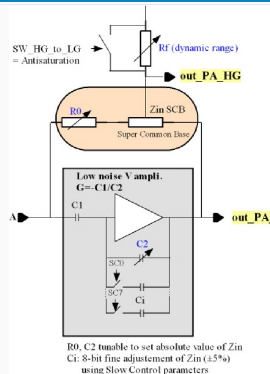 SW_HG_to_LG
= Antisaturation
Rf (dynamic range)
out_PA_HG
R0
Zin SCB
Super Common Base
Low noise V ampli.
G=-C1/C2
A
C1
out_PA
C2
SC0
SC7
Ci
R0, C2 tunable to set absolute value of Zin
Ci: 8-bit fine adjustement of Zin (±5%)
using Slow Control parameters